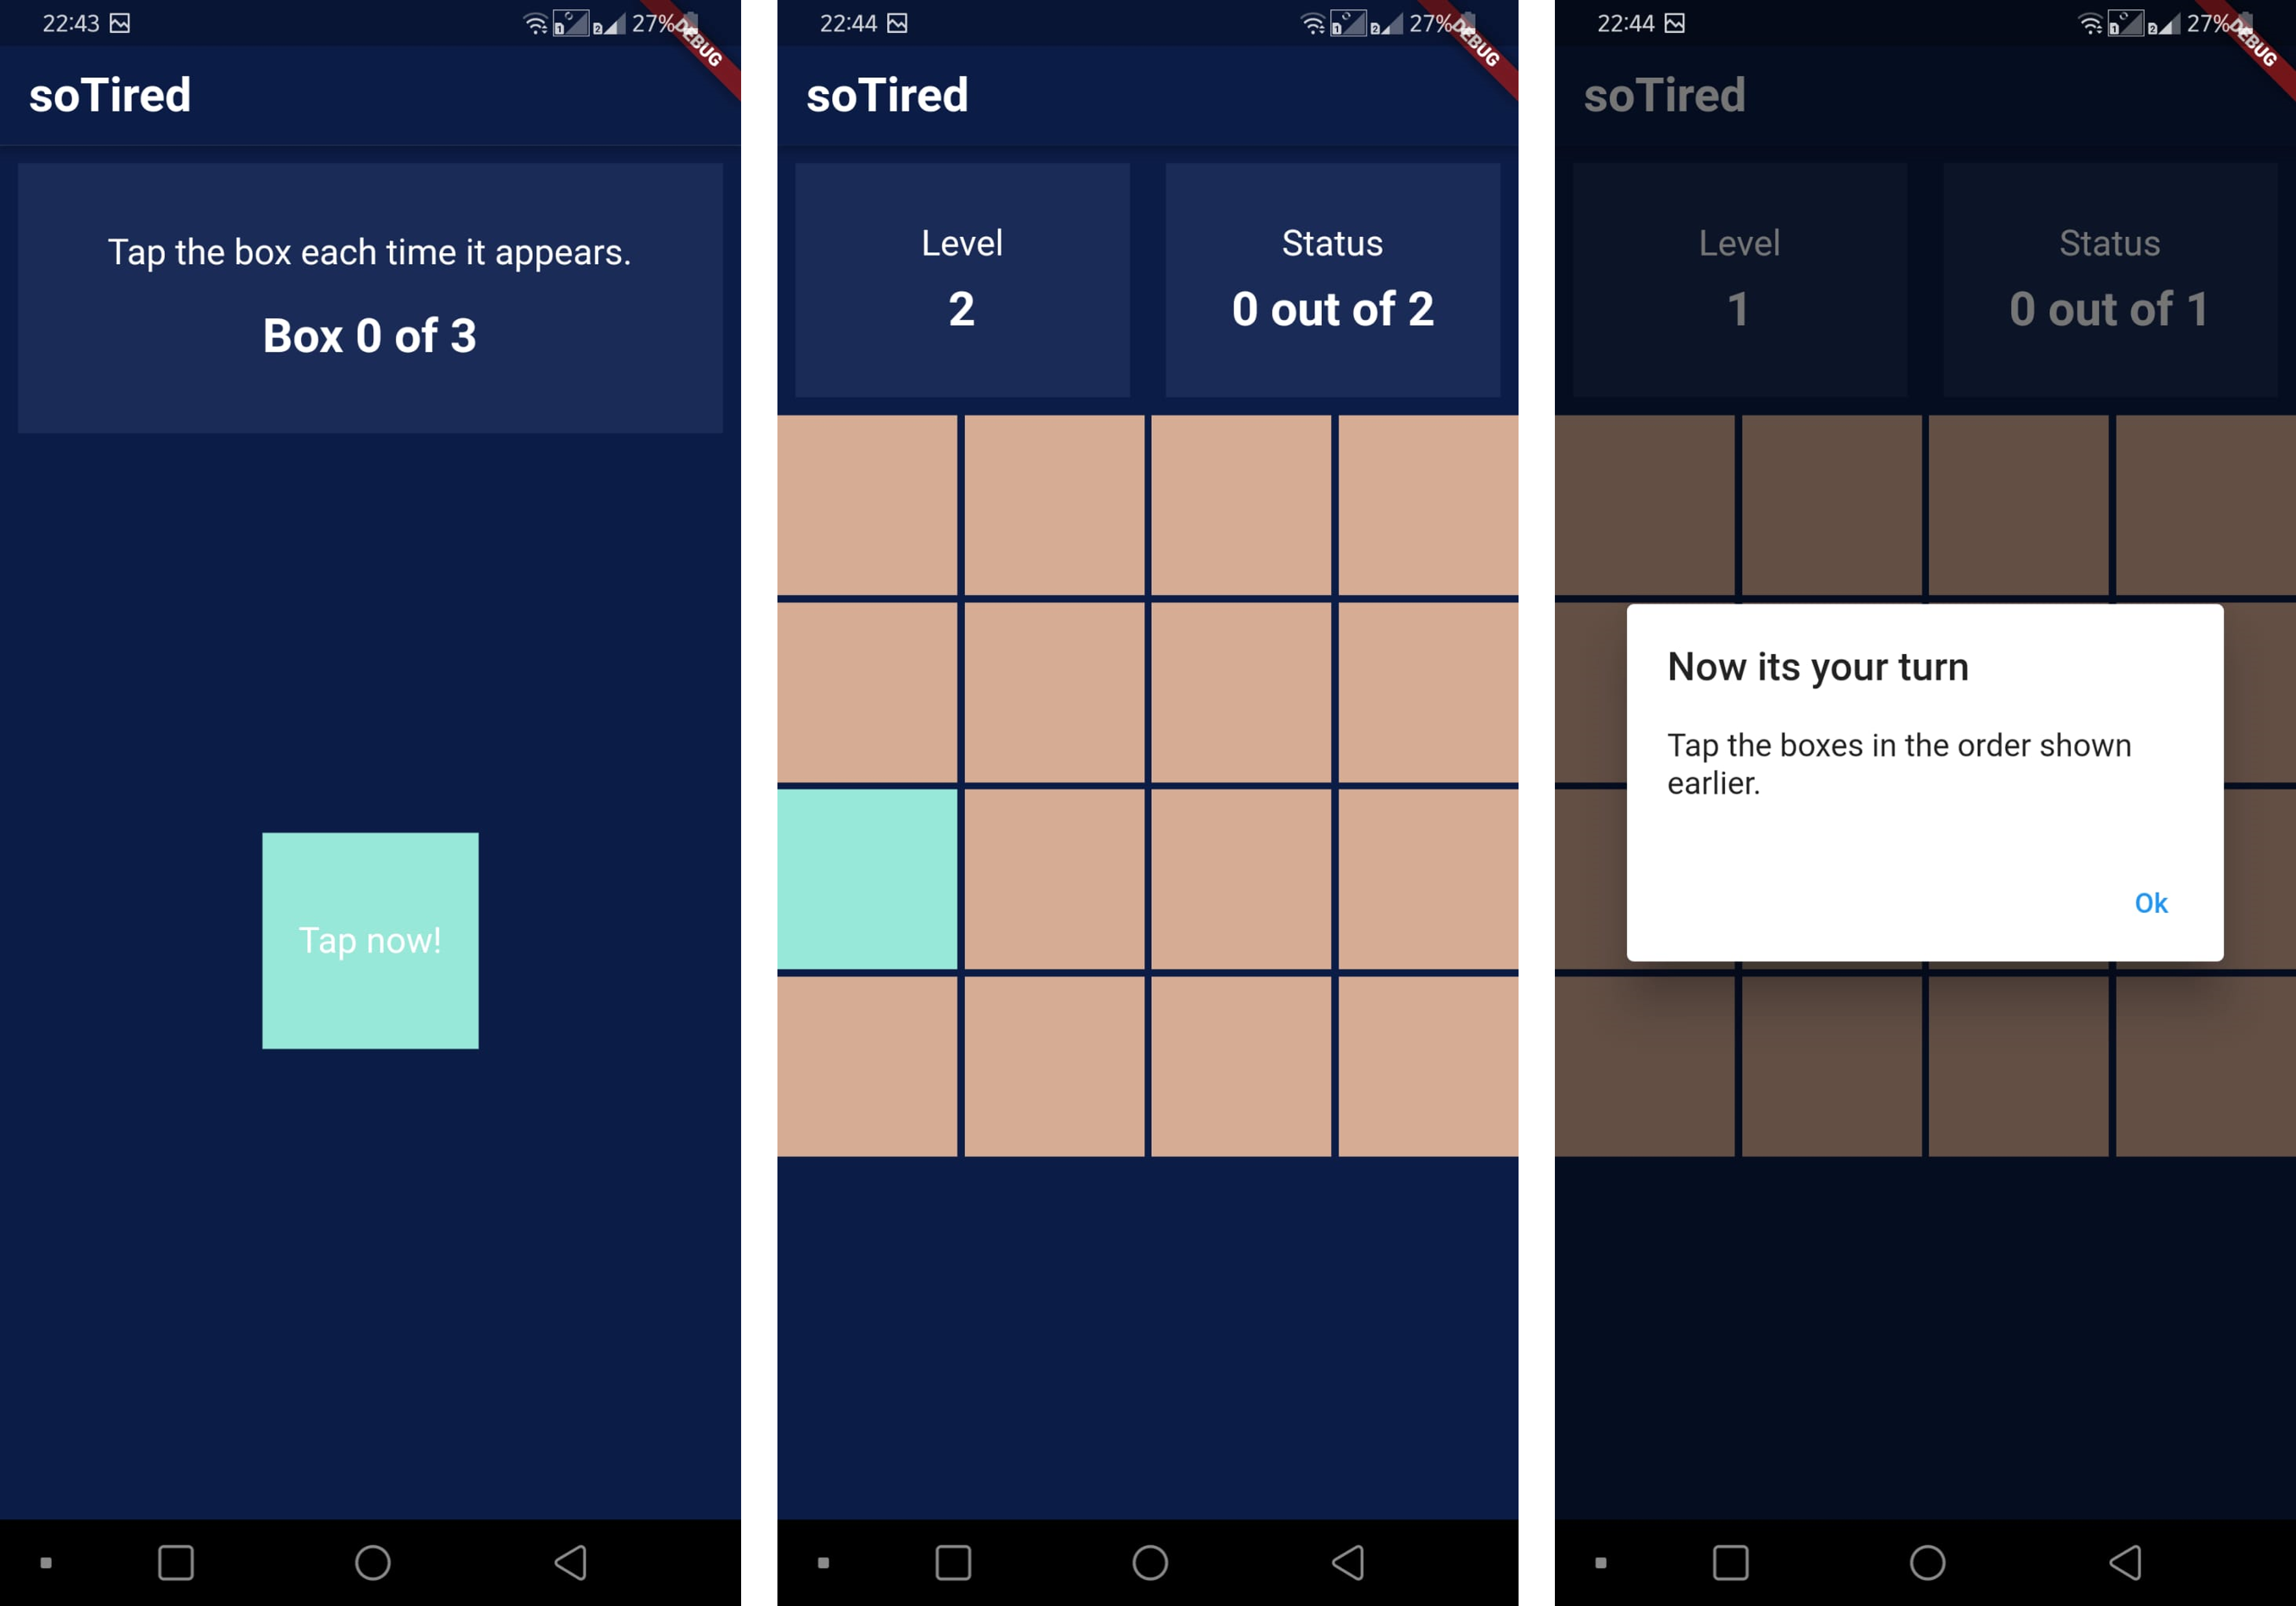 22:43
27%
DEBUG
soTired
Tap the box each time it appears.
Box 0 of 3
Tap now!
22:44
27%
DEBUG
soTired
Level
2
Status
0 out of 2
22:44
27%
DEBUG
soTired
Level
1
Status
0 out of 1
Now its your turn
Tap the boxes in the order shown
earlier.
Ok